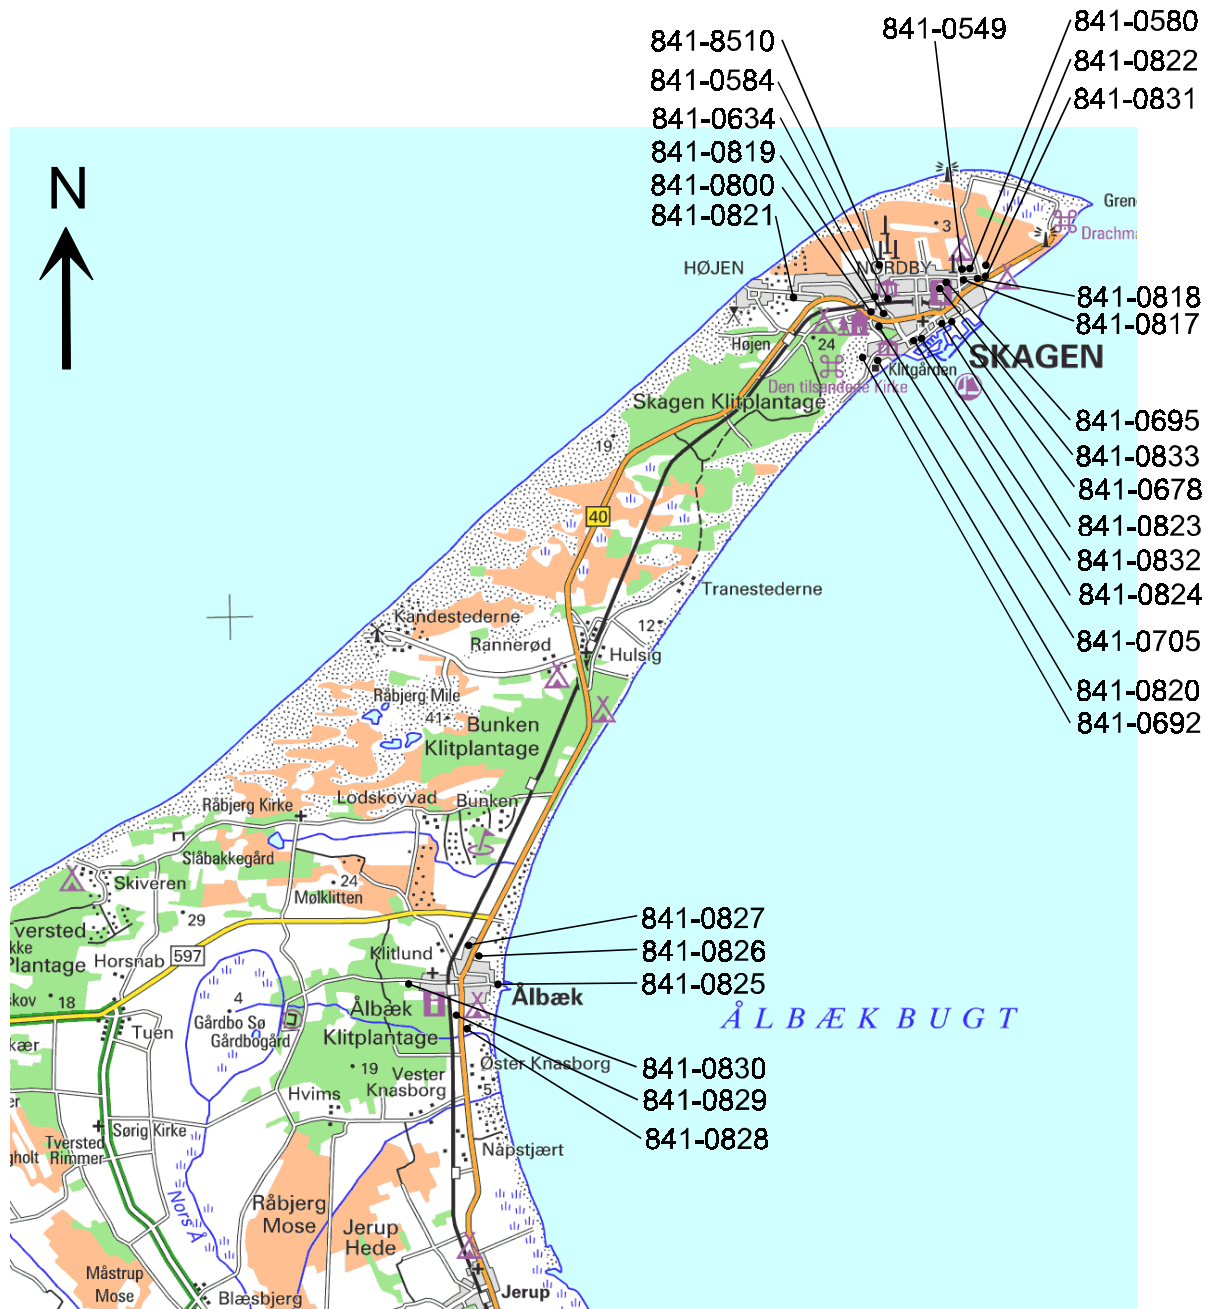 841-0549
841-0580
841-8510
841-0822
841-0584
841-0831
841-0634
841-0819
841-0800
841-0821
N
3
HØJEN
NORDBY
841-0818
841-0817
Højen
24
SKAGEN
Klitgården
Den tilsandede Kirke
Skagen Klitplantage
841-0695
19
841-0833
841-0678
40
841-0823
841-0832
841-0824
Tranestederne
Kandestederne
12
Rannerød
Hulsig
841-0705
Råbjerg Mile
841-0820
41
841-0692
Bunken
Klitplantage
Råbjerg Kirke
Lodskovvad
Bunken
Slåbakkegård
Skiveren
24
Mølklitten
29
841-0827
841-0826
841-0825
Klitlund
597
Horsnab
18
4
Ålbæk
Ålbæk
Klitplantage
ÅLBÆK BUGT
Gårdbo Sø
Gårdbogård
Tuen
Øster Knasborg
19
Vester
Knasborg
5
841-0830
841-0829
841-0828
Hvims
Sørig Kirke
Tversted
Rimmer
Napstjært
Nors Å
Råbjerg
Mose
Jerup
Hede
Måstrup
Mose
Blæsbjerg
Jerup